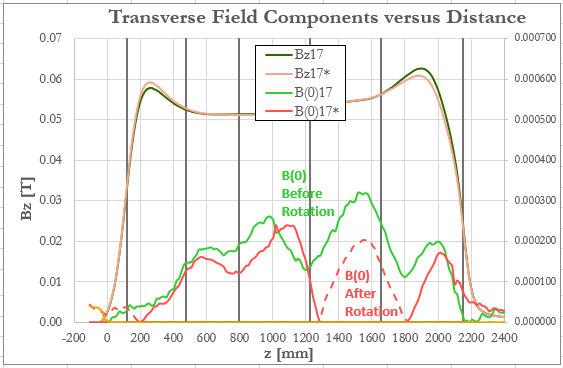 Transverse Field Components versus Distance
0.07 0.000700
0.06 0.000600
0.05 0.000500
0.04 0.000400
0.03 0.000300
0.02 0.000200
0.01 0.000100
0.00 0.000000
Bz [T]
Bz17
Bz17*
B(0)17
B(0)17*
B(0)
Before
Rotation
B(0)
After
Rotation
-200 0 200 400 600 800 1000 1200 1400 1600 1800 2000 2200 2400
z [mm]